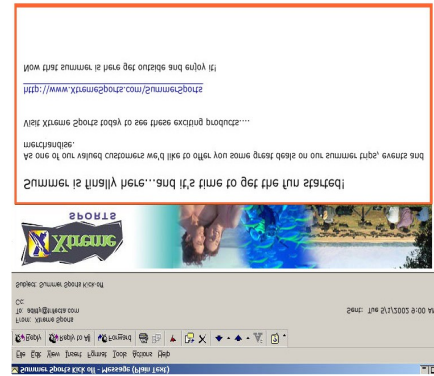 Summer Sports Kick off - Message (Plain Text)
File Edit View Insert Format Tools Actions Help
Reply Reply to All Forward
From: Xtreme Sports
Sent: Tue 5/1/2002 9:00 AM
To:
Cc:
Subject: Summer Sports Kick-off
Xtreme
SPORTS
Summer is finally here...and it's time to get the fun started!
As one of our valued customers we'd like to offer you some great deals on our summer trips, events and
merchandise.
Visit Xtreme Sports today to see these exciting products....
http://www.XtremeSports.com/SummerSports
Now that summer is here get outside and enjoy it!